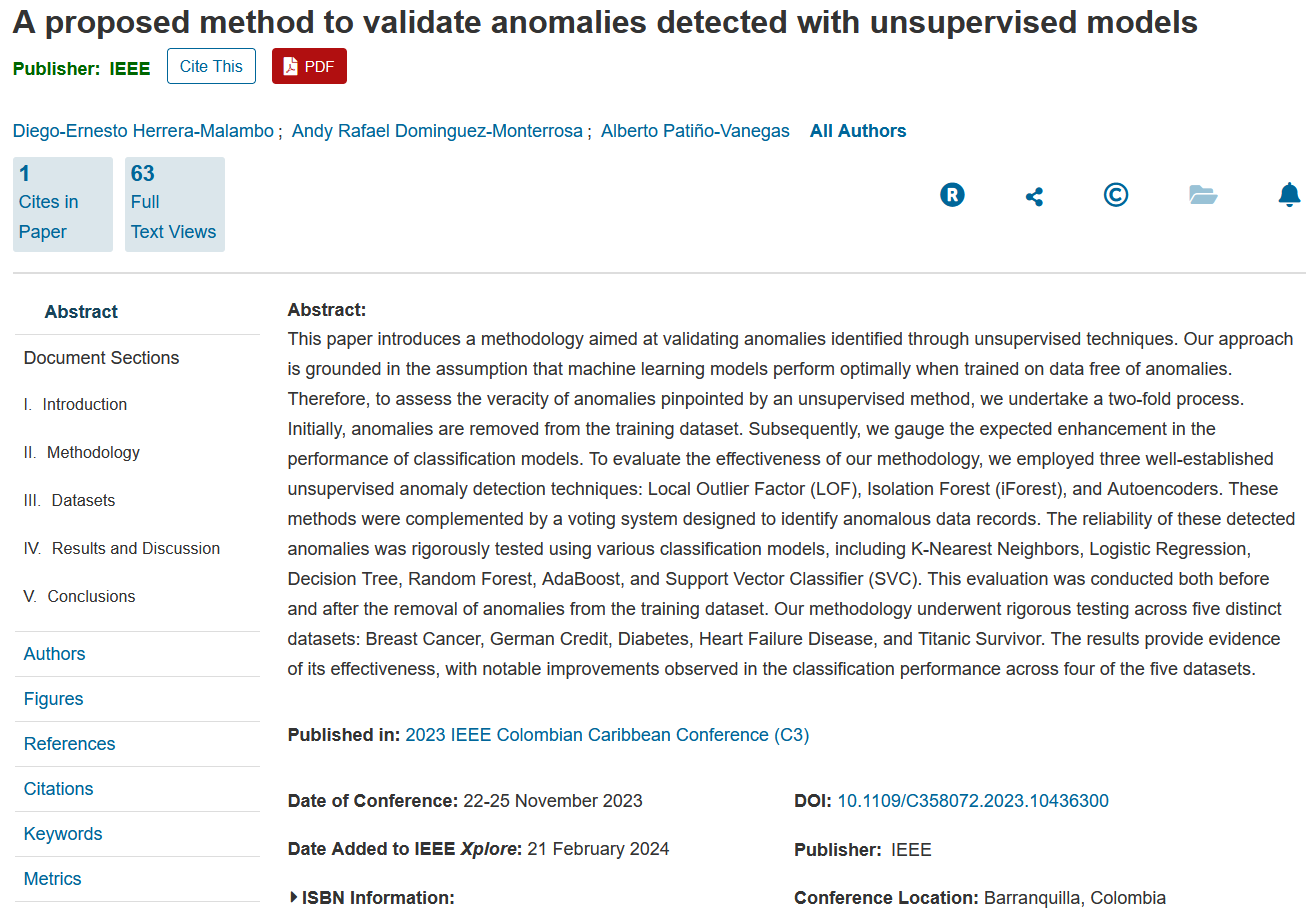 A proposed method to validate anomalies detected with unsupervised models
Publisher: IEEE Cite This PDF
Diego-Ernesto Herrera-Malambo ; Andy Rafael Dominguez-Monterrosa ; Alberto Patiño-Vanegas All Authors
1
Cites in
Paper
63
Full
Text Views
R
C
Abstract
Document Sections
I. Introduction
II. Methodology
III. Datasets
IV. Results and Discussion
V. Conclusions
Authors
Figures
References
Citations
Keywords
Metrics
Abstract:
This paper introduces a methodology aimed at validating anomalies identified through unsupervised techniques. Our approach
is grounded in the assumption that machine learning models perform optimally when trained on data free of anomalies.
Therefore, to assess the veracity of anomalies pinpointed by an unsupervised method, we undertake a two-fold process.
Initially, anomalies are removed from the training dataset. Subsequently, we gauge the expected enhancement in the
performance of classification models. To evaluate the effectiveness of our methodology, we employed three well-established
unsupervised anomaly detection techniques: Local Outlier Factor (LOF), Isolation Forest (iForest), and Autoencoders. These
methods were complemented by a voting system designed to identify anomalous data records. The reliability of these detected
anomalies was rigorously tested using various classification models, including K-Nearest Neighbors, Logistic Regression,
Decision Tree, Random Forest, AdaBoost, and Support Vector Classifier (SVC). This evaluation was conducted both before
and after the removal of anomalies from the training dataset. Our methodology underwent rigorous testing across five distinct
datasets: Breast Cancer, German Credit, Diabetes, Heart Failure Disease, and Titanic Survivor. The results provide evidence
of its effectiveness, with notable improvements observed in the classification performance across four of the five datasets.
Published in: 2023 IEEE Colombian Caribbean Conference (C3)
Date of Conference: 22-25 November 2023
DOI: 10.1109/C358072.2023.10436300
Date Added to IEEE Xplore: 21 February 2024
Publisher: IEEE
ISBN Information:
Conference Location: Barranquilla, Colombia